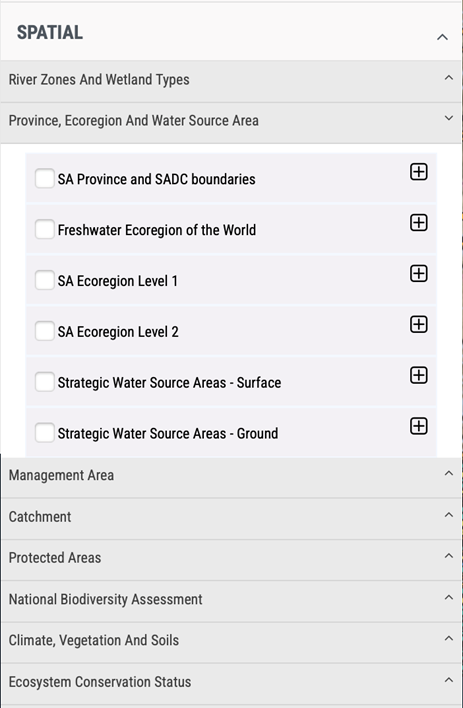 SPATIAL
River Zones And Wetland Types
Province, Ecoregion And Water Source Area
SA Province and SADC boundaries
Freshwater Ecoregion of the World
SA Ecoregion Level 1
SA Ecoregion Level 2
Strategic Water Source Areas - Surface
Strategic Water Source Areas - Ground
Management Area
Catchment
Protected Areas
National Biodiversity Assessment
Climate, Vegetation And Soils
Ecosystem Conservation Status